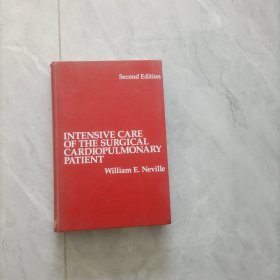 Second Edition
INTENSIVE CARE
OF THE SURGICAL
CARDIOPULMONARY
PATIENT
William E. Neville